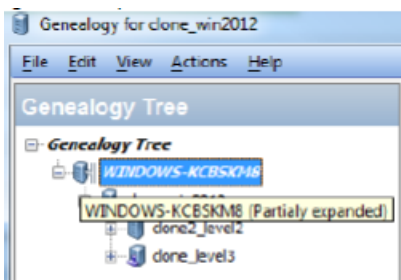 Genealogy for clone_win2012
File Edit View Actions Help
Genealogy Tree
Genealogy Tree
WINDOWS-KCBSKM8
WINDOWS-KCBSKM8 (Partialy expanded)
clone2_level2
clone_level3